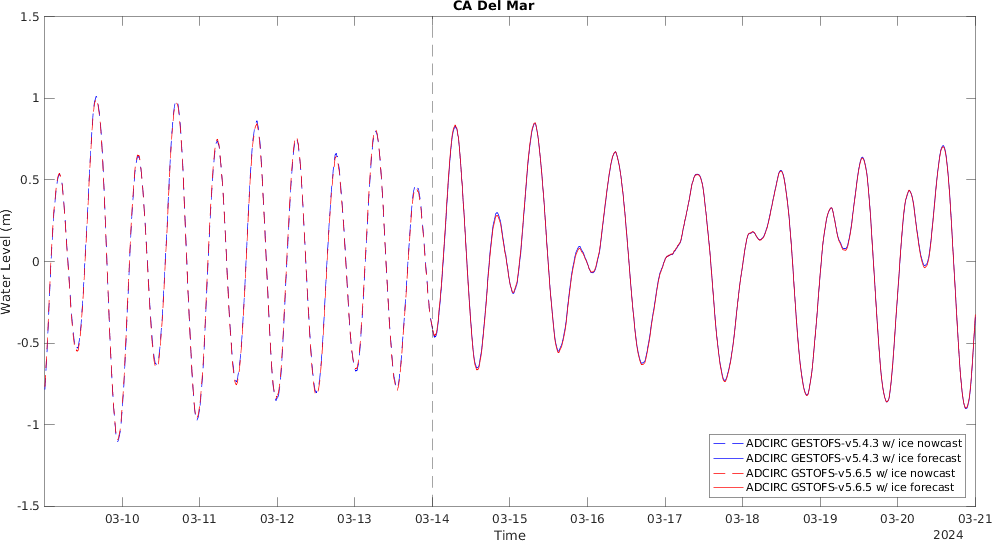 CA Del Mar
1.5
1
0.5
0
-0.5
-1
-1.5
Water Level (m)
ADCIRC GESTOFS-v5.4.3 w/ ice nowcast
ADCIRC GESTOFS-v5.4.3 w/ ice forecast
ADCIRC GSTOFS-v5.6.5 w/ ice nowcast
ADCIRC GSTOFS-v5.6.5 w/ ice forecast
03-10 03-11 03-12 03-13 03-14 03-15 03-16 03-17 03-18 03-19 03-20 03-21
Time
2024